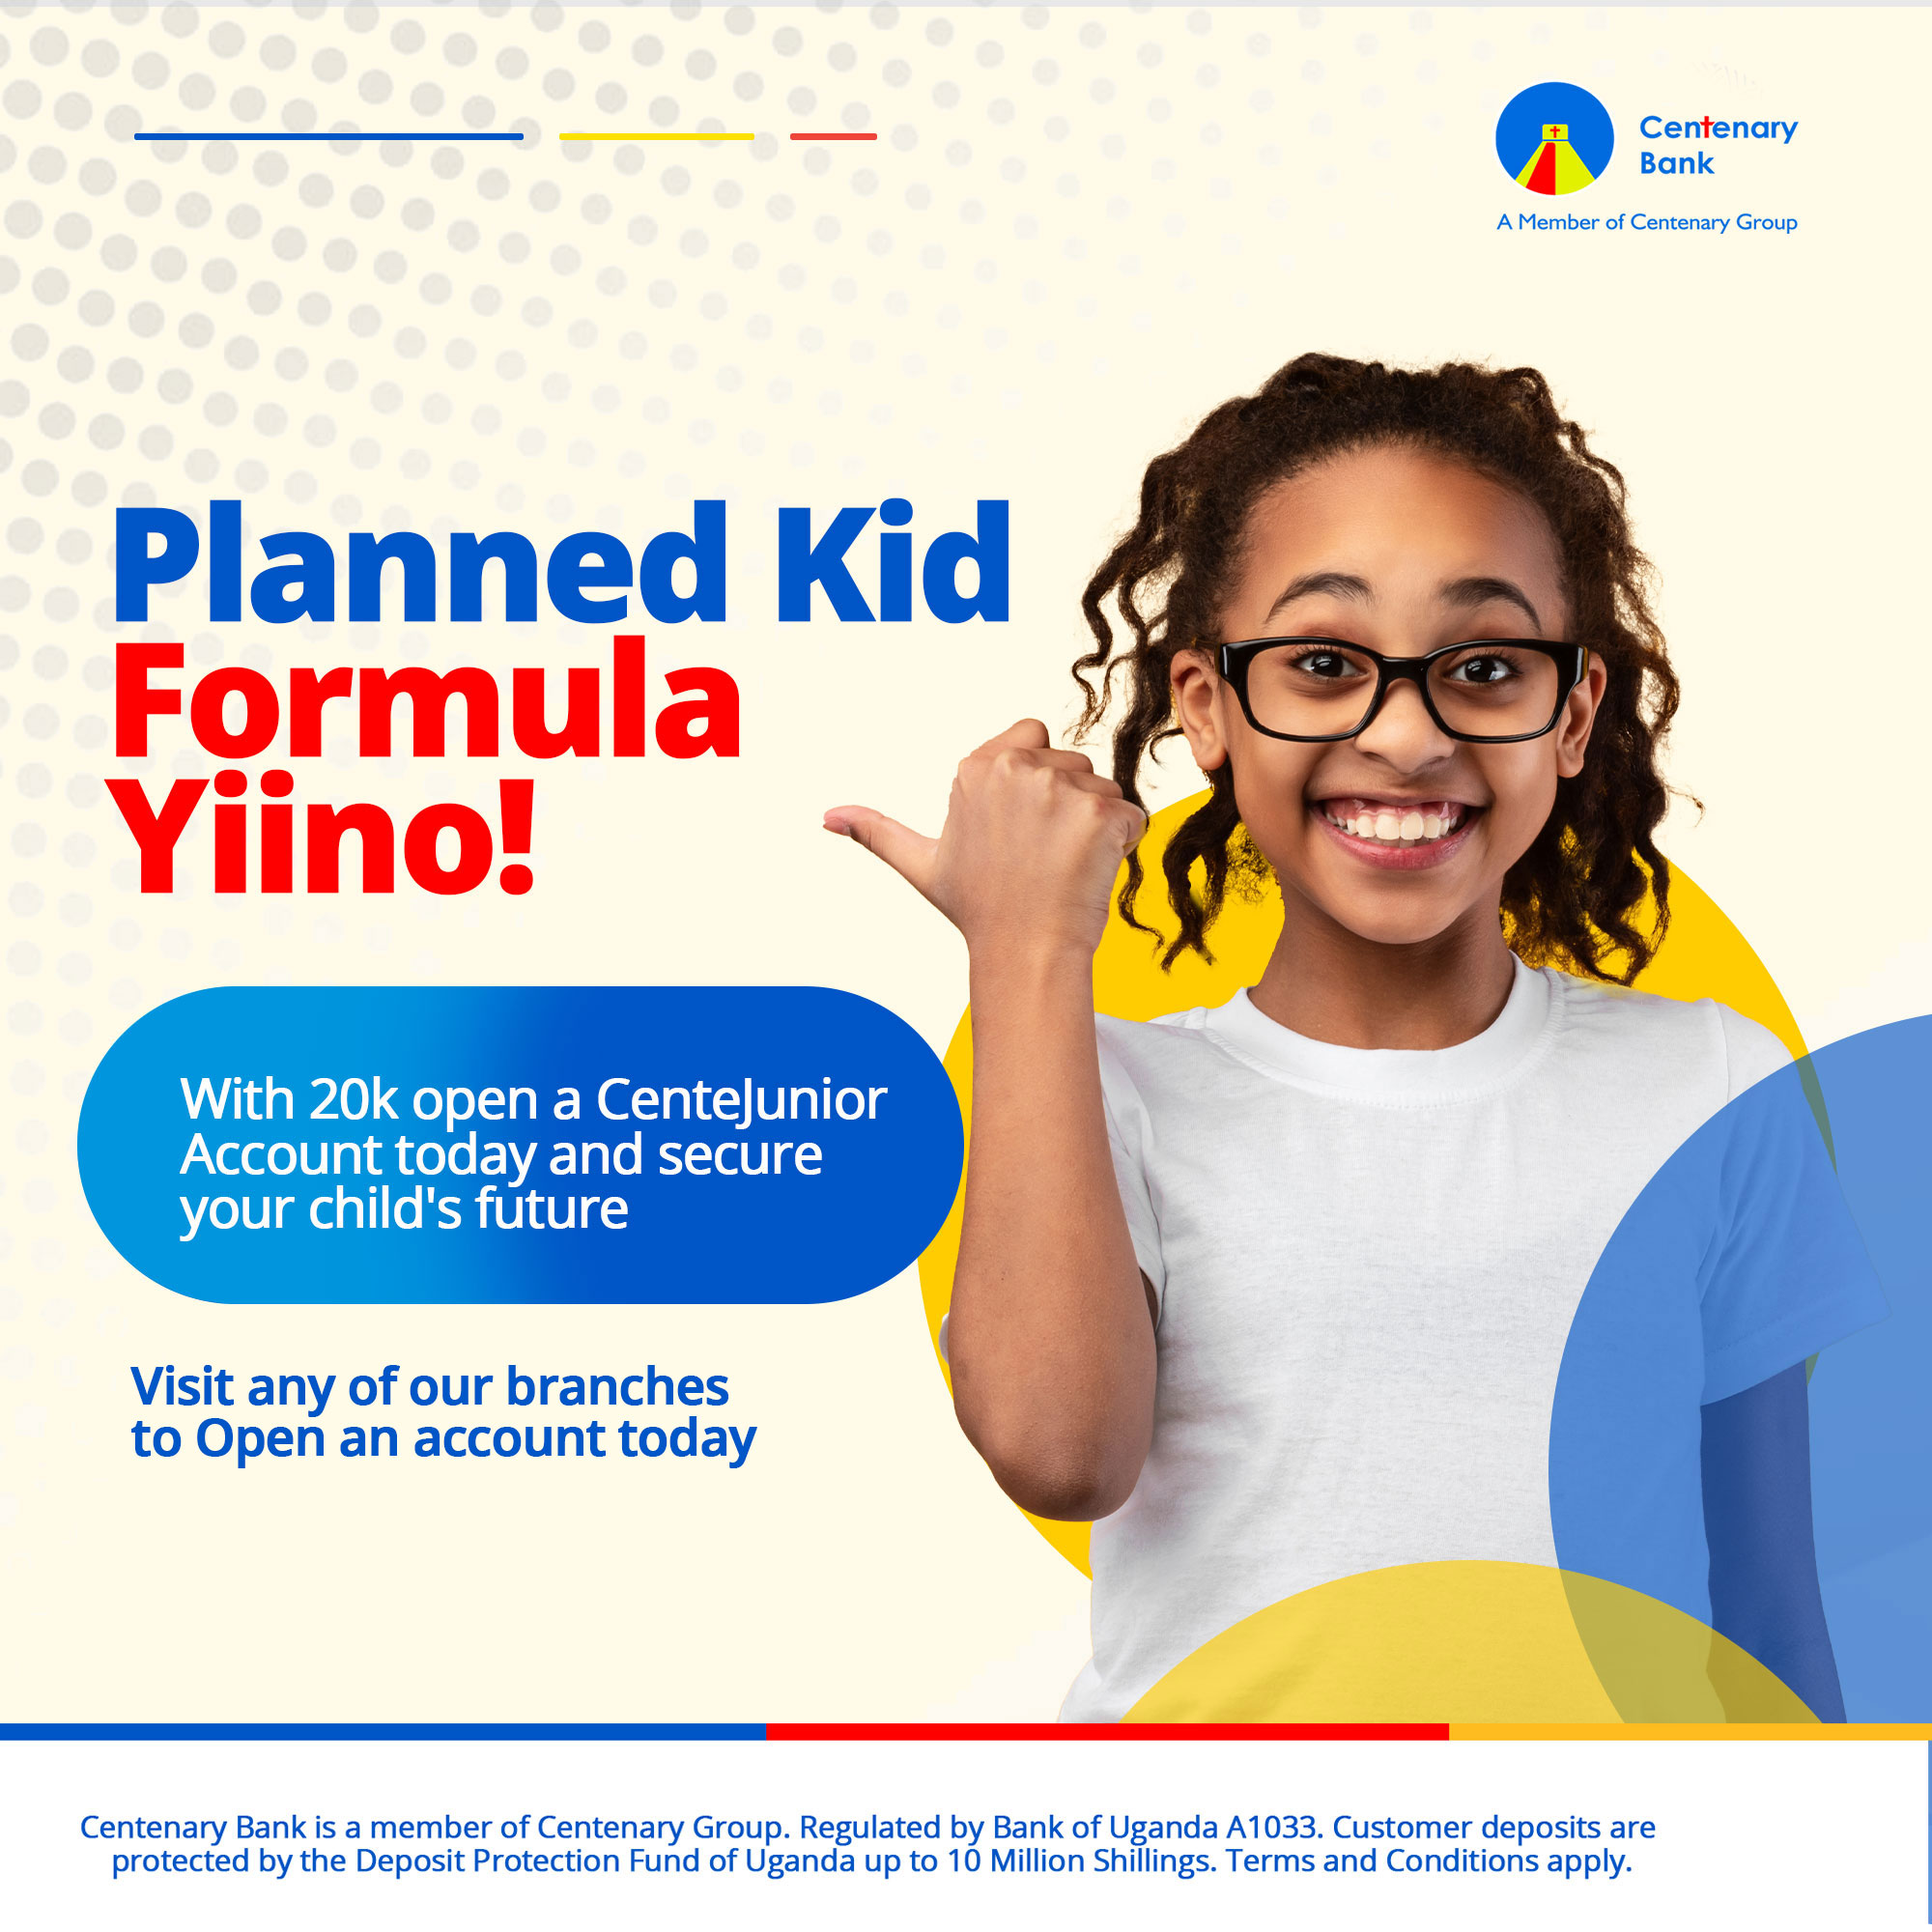 Centenary
Bank
A Member of Centenary Group
Planned Kid
Formula
Yiino!
With 20k open a CenteJunior
Account today and secure
your child's future
Visit any of our branches
to Open an account today
Centenary Bank is a member of Centenary Group. Regulated by Bank of Uganda A1033. Customer deposits are
protected by the Deposit Protection Fund of Uganda up to 10 Million Shillings. Terms and Conditions apply.